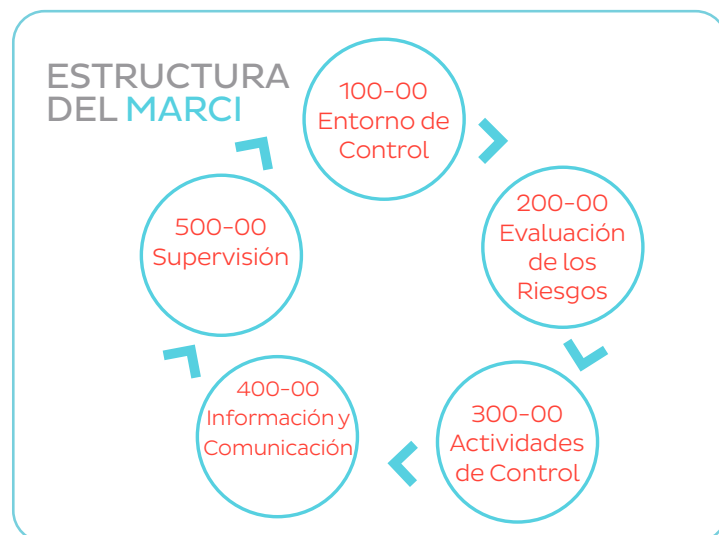 ESTRUCTURA
DEL MARCI
100-00
Entorno de
Control
200-00
Evaluación
de los
Riesgos
300-00
Actividades
de Control
400-00
Información y
Comunicación
500-00
Supervisión